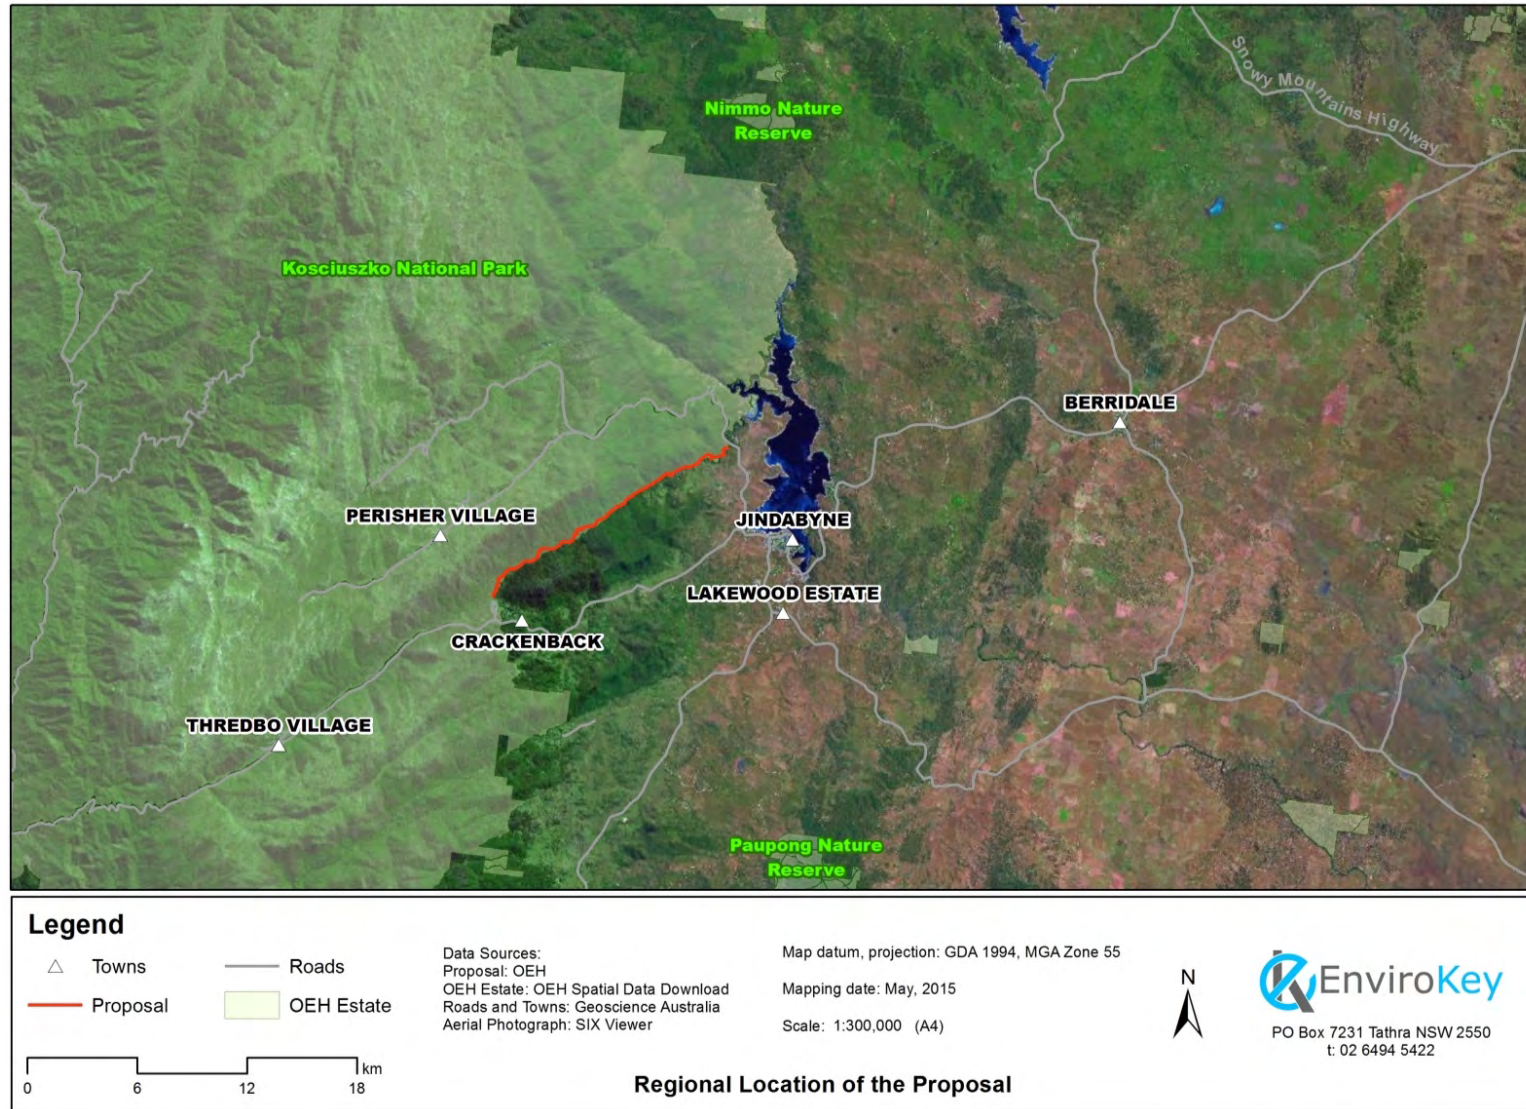 Snowy Mountains Highway
Nimmo Nature
Reserve
Kosciuszko National Park
BERRIDALE
PERISHER VILLAGE
JINDABYNE
LAKEWOOD ESTATE
CRACKENBACK
THREDBO VILLAGE
Paupong Nature
Reserve
Legend
Towns
Roads
Proposal
OEH Estate
0 6 12 18 km
Data Sources:
Proposal: OEH
OEH Estate: OEH Spatial Data Download
Roads and Towns: Geoscience Australia
Aerial Photograph: SIX Viewer
Map datum, projection: GDA 1994, MGA Zone 55
Mapping date: May, 2015
Scale: 1:300,000 (A4)
Regional Location of the Proposal
N
EnviroKey
PO Box 7231 Tathra NSW 2550
t: 02 6494 5422